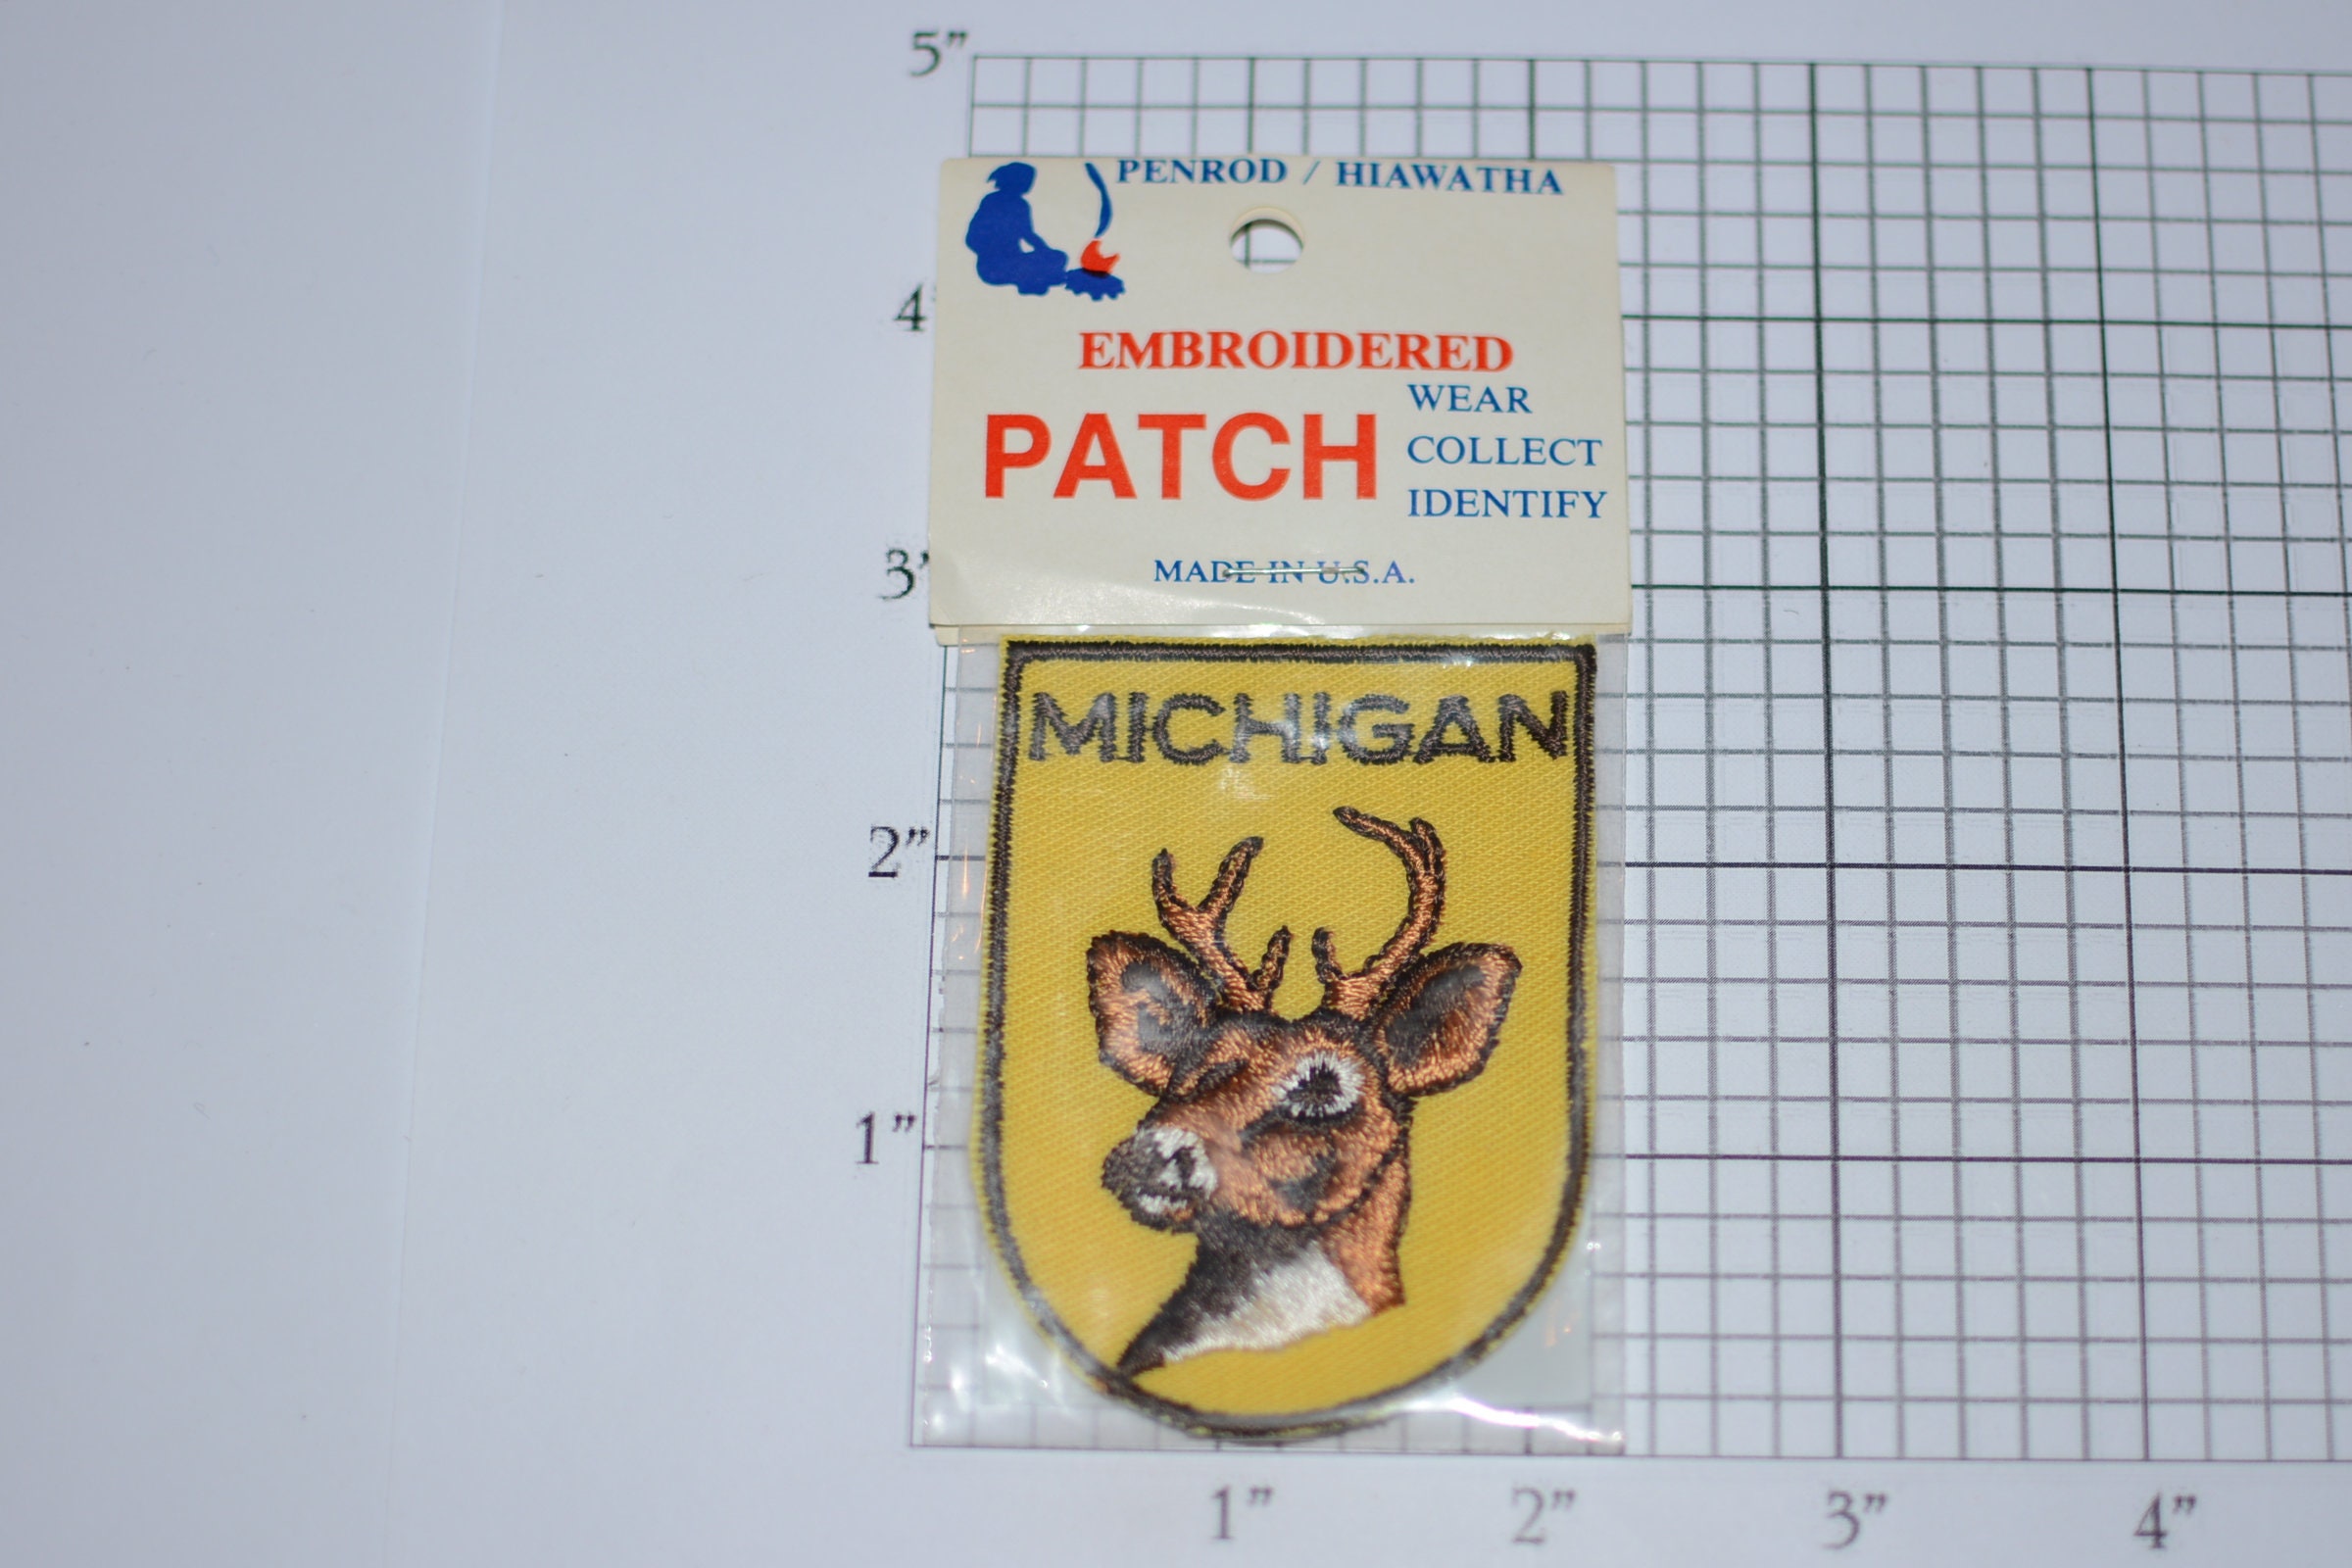 5"
PENROD / HIAWATHA
4"
EMBROIDERED
PATCH
WEAR
COLLECT
IDENTIFY
3"
MADE IN U.S.A.
MICHIGAN
2"
1"
1" 2" 3" 4"